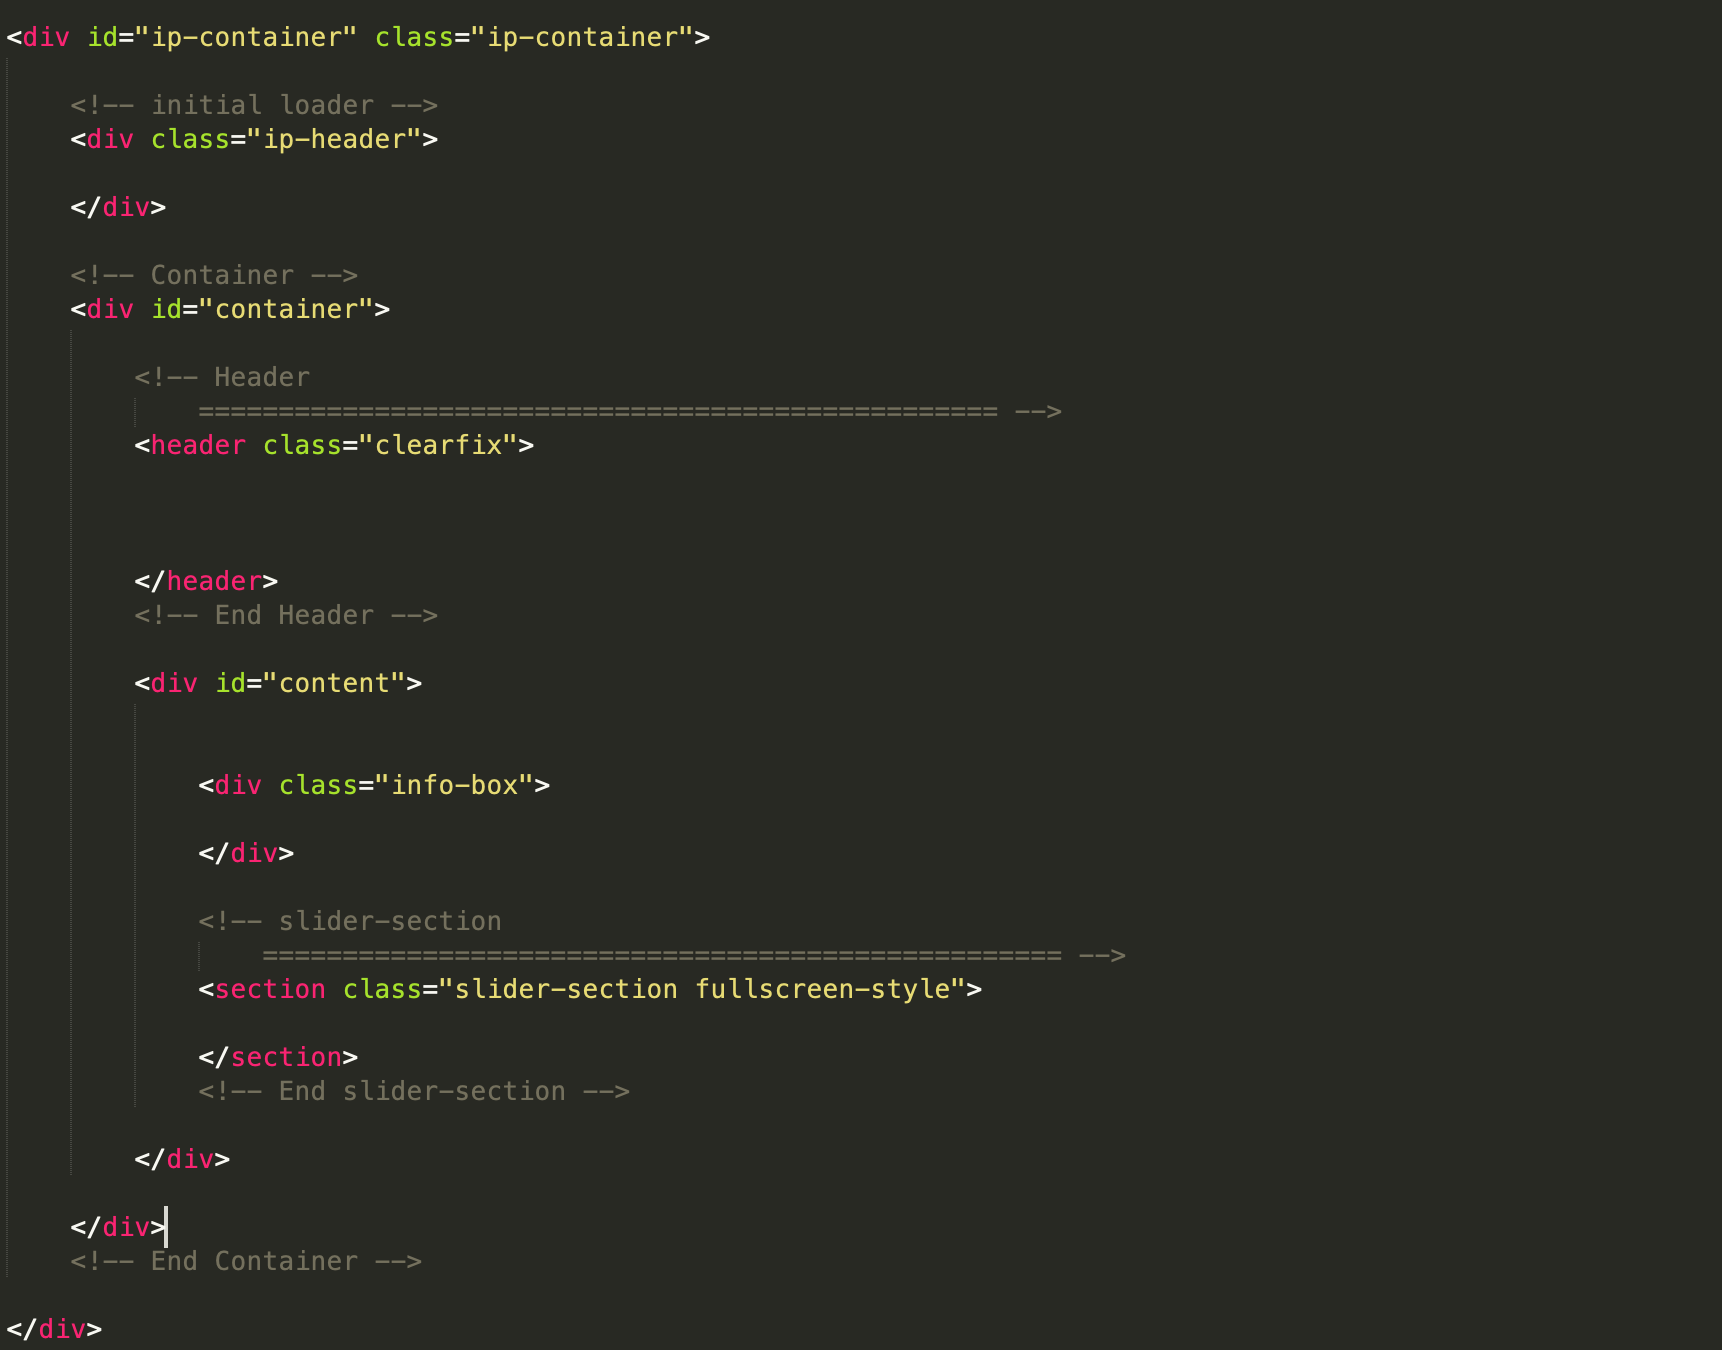 <div id="ip-container" class="ip-container">
<!-- initial loader -->
<div class="ip-header">
</div>
<!-- Container -->
<div id="container">
<!-- Header
================================================== -->
<header class="clearfix">
</header>
<!-- End Header -->
<div id="content">
<div class="info-box">
</div>
<!-- slider-section
================================================== -->
<section class="slider-section fullscreen-style">
</section>
<!-- End slider-section -->
</div>
</div>
<!-- End Container -->
</div>